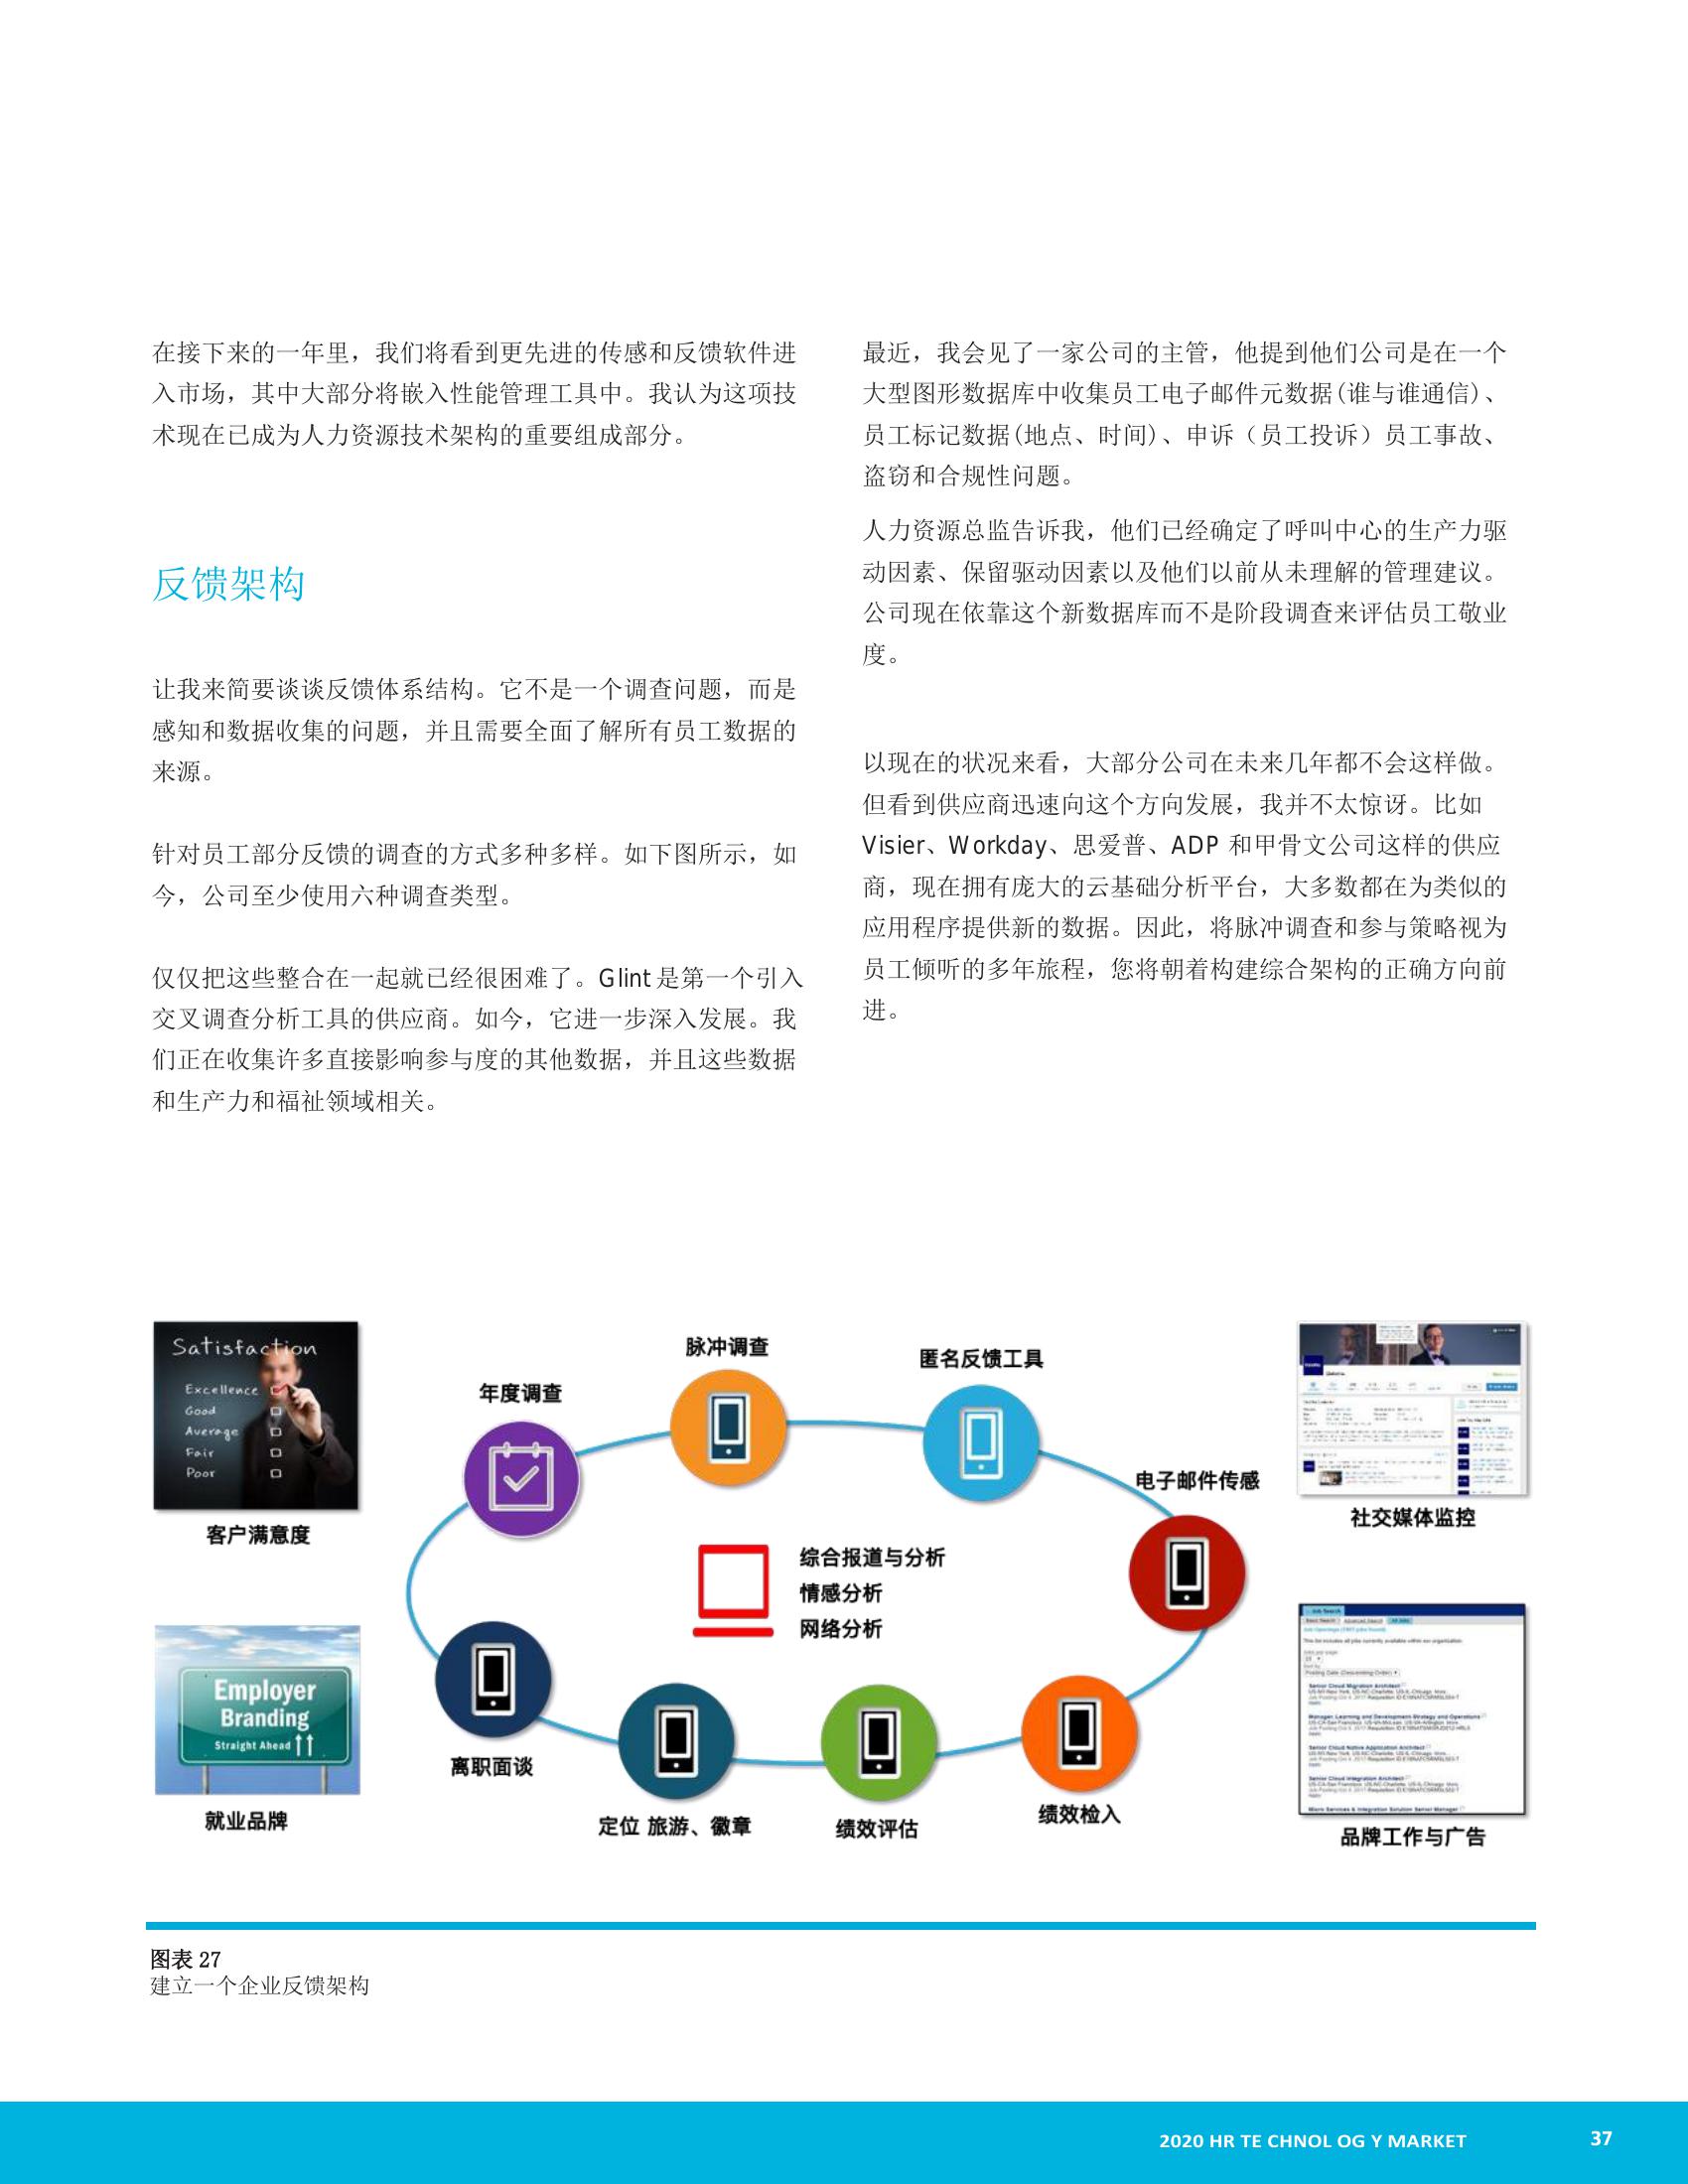 在接下来的一年里，我们将看到更先进的传感和反馈软件进
入市场，其中大部分将嵌入性能管理工具中。我认为这项技
术现在已成为人力资源技术架构的重要组成部分。
反馈架构
让我来简要谈谈反馈体系结构。它不是一个调查问题，而是
感知和数据收集的问题，并且需要全面了解所有员工数据的
来源。
针对员工部分反馈的调查的方式多种多样。如下图所示，如
今，公司至少使用六种调查类型。
仅仅把这些整合在一起就已经很困难了。Glint 是第一个引入
交叉调查分析工具的供应商。如今，它进一步深入发展。我
们正在收集许多直接影响参与度的其他数据，并且这些数据
和生产力和福祉领域相关。
最近，我会见了一家公司的主管，他提到他们公司是在一个
大型图形数据库中收集员工电子邮件元数据(谁与谁通信)、
员工标记数据(地点、时间)、申诉（员工投诉）员工事故、
盗窃和合规性问题。
人力资源总监告诉我，他们已经确定了呼叫中心的生产力驱
动因素、保留驱动因素以及他们以前从未理解的管理建议。
公司现在依靠这个新数据库而不是阶段调查来评估员工敬业
度。
以现在的状况来看，大部分公司在未来几年都不会这样做。
但看到供应商迅速向这个方向发展，我并不太惊讶。比如
Visier、Workday、思爱普、ADP 和甲骨文公司这样的供应
商，现在拥有庞大的云基础分析平台，大多数都在为类似的
应用程序提供新的数据。因此，将脉冲调查和参与策略视为
员工倾听的多年旅程，您将朝着构建综合架构的正确方向前
进。
Satisfaction
Excellence
Good
Average
Fair
Poor
客户满意度
Employer
Branding
Straight Ahead
就业品牌
年度调查
脉冲调查
匿名反馈工具
电子邮件传感
综合报道与分析
情感分析
网络分析
离职面谈
定位 旅游、徽章
绩效评估
绩效检入
社交媒体监控
Job Search
Senior Cloud Migration Architect
Manager, Learning and Development Strategy and Operations
Senior Cloud Native Application Architect
Senior Cloud Integration Architect
Micro Services & Integration Solution Senior Manager
品牌工作与广告
图表 27
建立一个企业反馈架构
2020 HR TE CHNOL OG Y MARKET
37